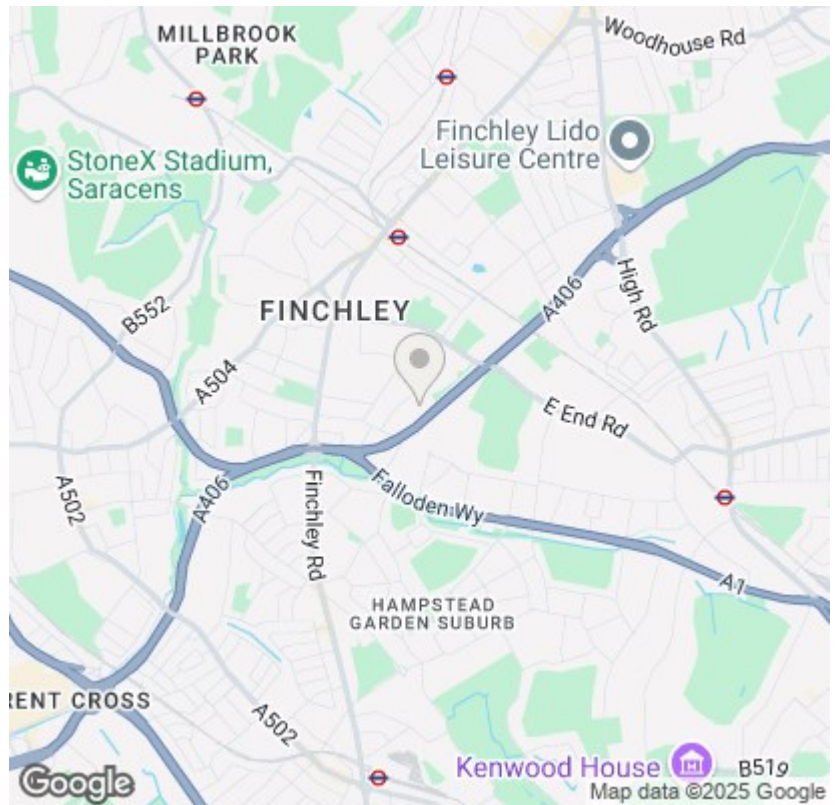 MILLBROOK
PARK
Woodhouse Rd
Finchley Lido
Leisure Centre
StoneX Stadium,
Saracens
FINCHLEY
High Rd
A406
B552
A504
E End Rd
A502
A406
Finchley Rd
Falloden Wy
A1
HAMPSTEAD
GARDEN SUBURB
RENT CROSS
A502
Kenwood House
B519
Google
Map data ©2025 Google